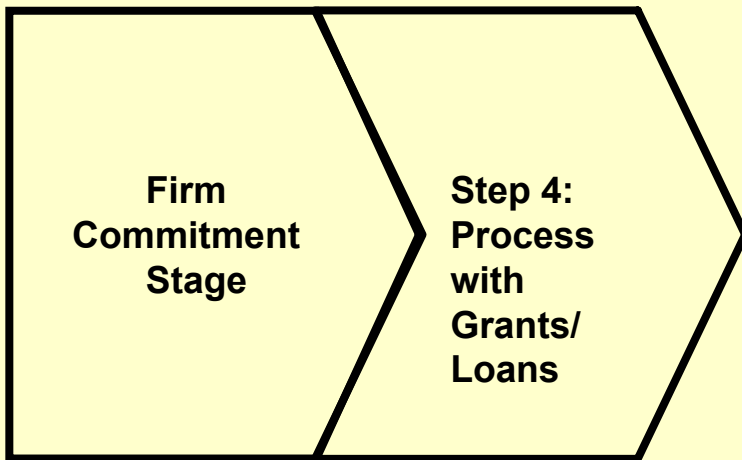 Firm
Commitment
Stage
Step 4:
Process
with
Grants/
Loans